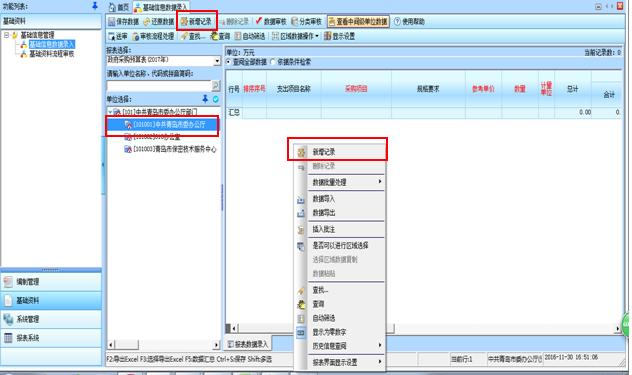 功能列表:
基础资料
基础信息管理
基础信息数据录入
基础信息流程审核
编制管理
基础资料
系统管理
报表系统
首页 基础信息数据录入
保存数据 还原数据 新增记录 删除记录 数据审核 分类审核 查看中间级单位数据 使用帮助
送审 审核流程处理 查找... 查询 自动筛选 区域数据操作 显示设置
报表选择:
政府采购预算表(2017年)
请输入单位名称、代码或拼音简码:
单位选择:
[101]中共青岛市委办公厅部门
[101001]中共青岛市委办公厅
[101003]青岛市保密技术服务中心
单位: 万元 当前记录数: 0
查阅全部数据 依条件检索
行号 排序序号 支出项目名称 采购项目 规格要求 参考单价 数量 计量单位 总计 合计
汇总 0.00 0.
新增记录
删除记录
数据批量处理
数据导入
数据导出
插入批注
是否可以进行区域选择
选择区域数据复制
数据粘贴
查找...
查询
自动筛选
显示为零数字
历史信息查阅
报表界面显示设置
报表数据录入
F2:导出Excel F3:选择导出Excel F5:数据汇总 Ctrl+S:保存 Shift:多选
当前行:1 中共青岛市委办公厅 2016-11-30 16:51:06